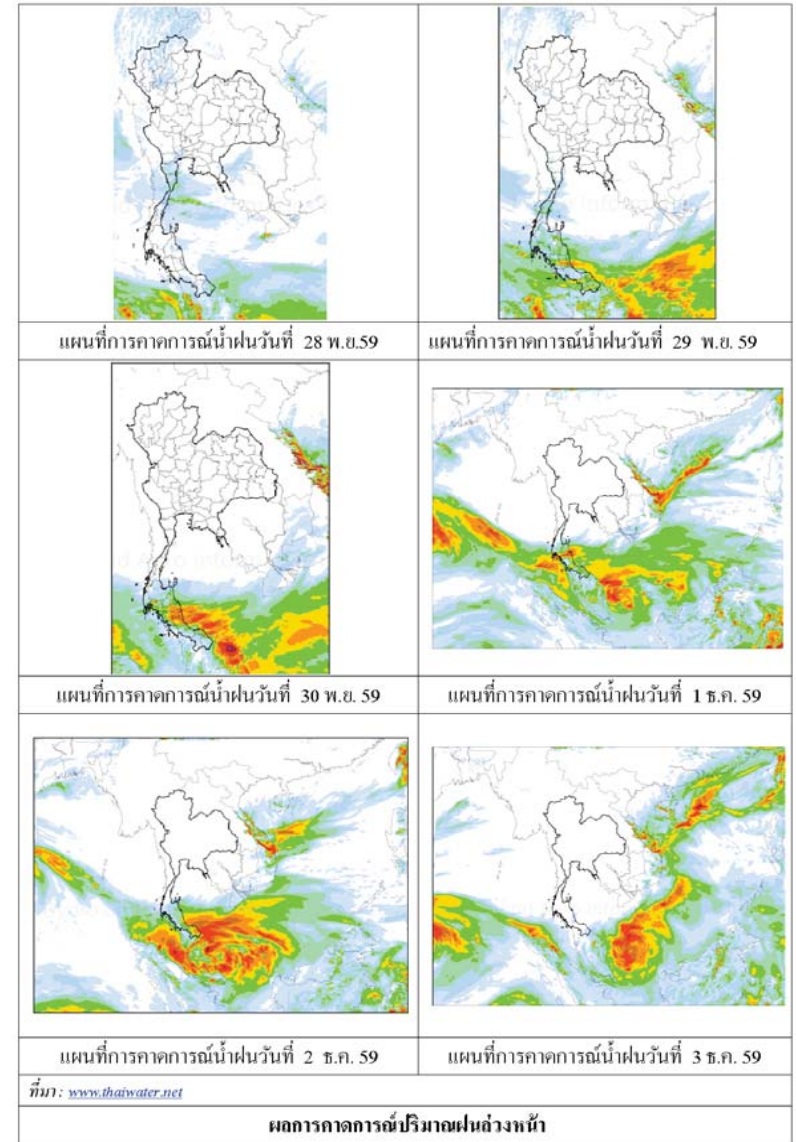 แผนที่การคาดการณ์น้ำฝนวันที่ 28 พ.ย.59
แผนที่การคาดการณ์น้ำฝนวันที่ 29 พ.ย. 59
แผนที่การคาดการณ์น้ำฝนวันที่ 30 พ.ย. 59
แผนที่การคาดการณ์น้ำฝนวันที่ 1 ธ.ค. 59
แผนที่การคาดการณ์น้ำฝนวันที่ 2 ธ.ค. 59
แผนที่การคาดการณ์น้ำฝนวันที่ 3 ธ.ค. 59
ที่มา : www.thaiwater.net
ผลการคาดการณ์ปริมาณฝนล่วงหน้า